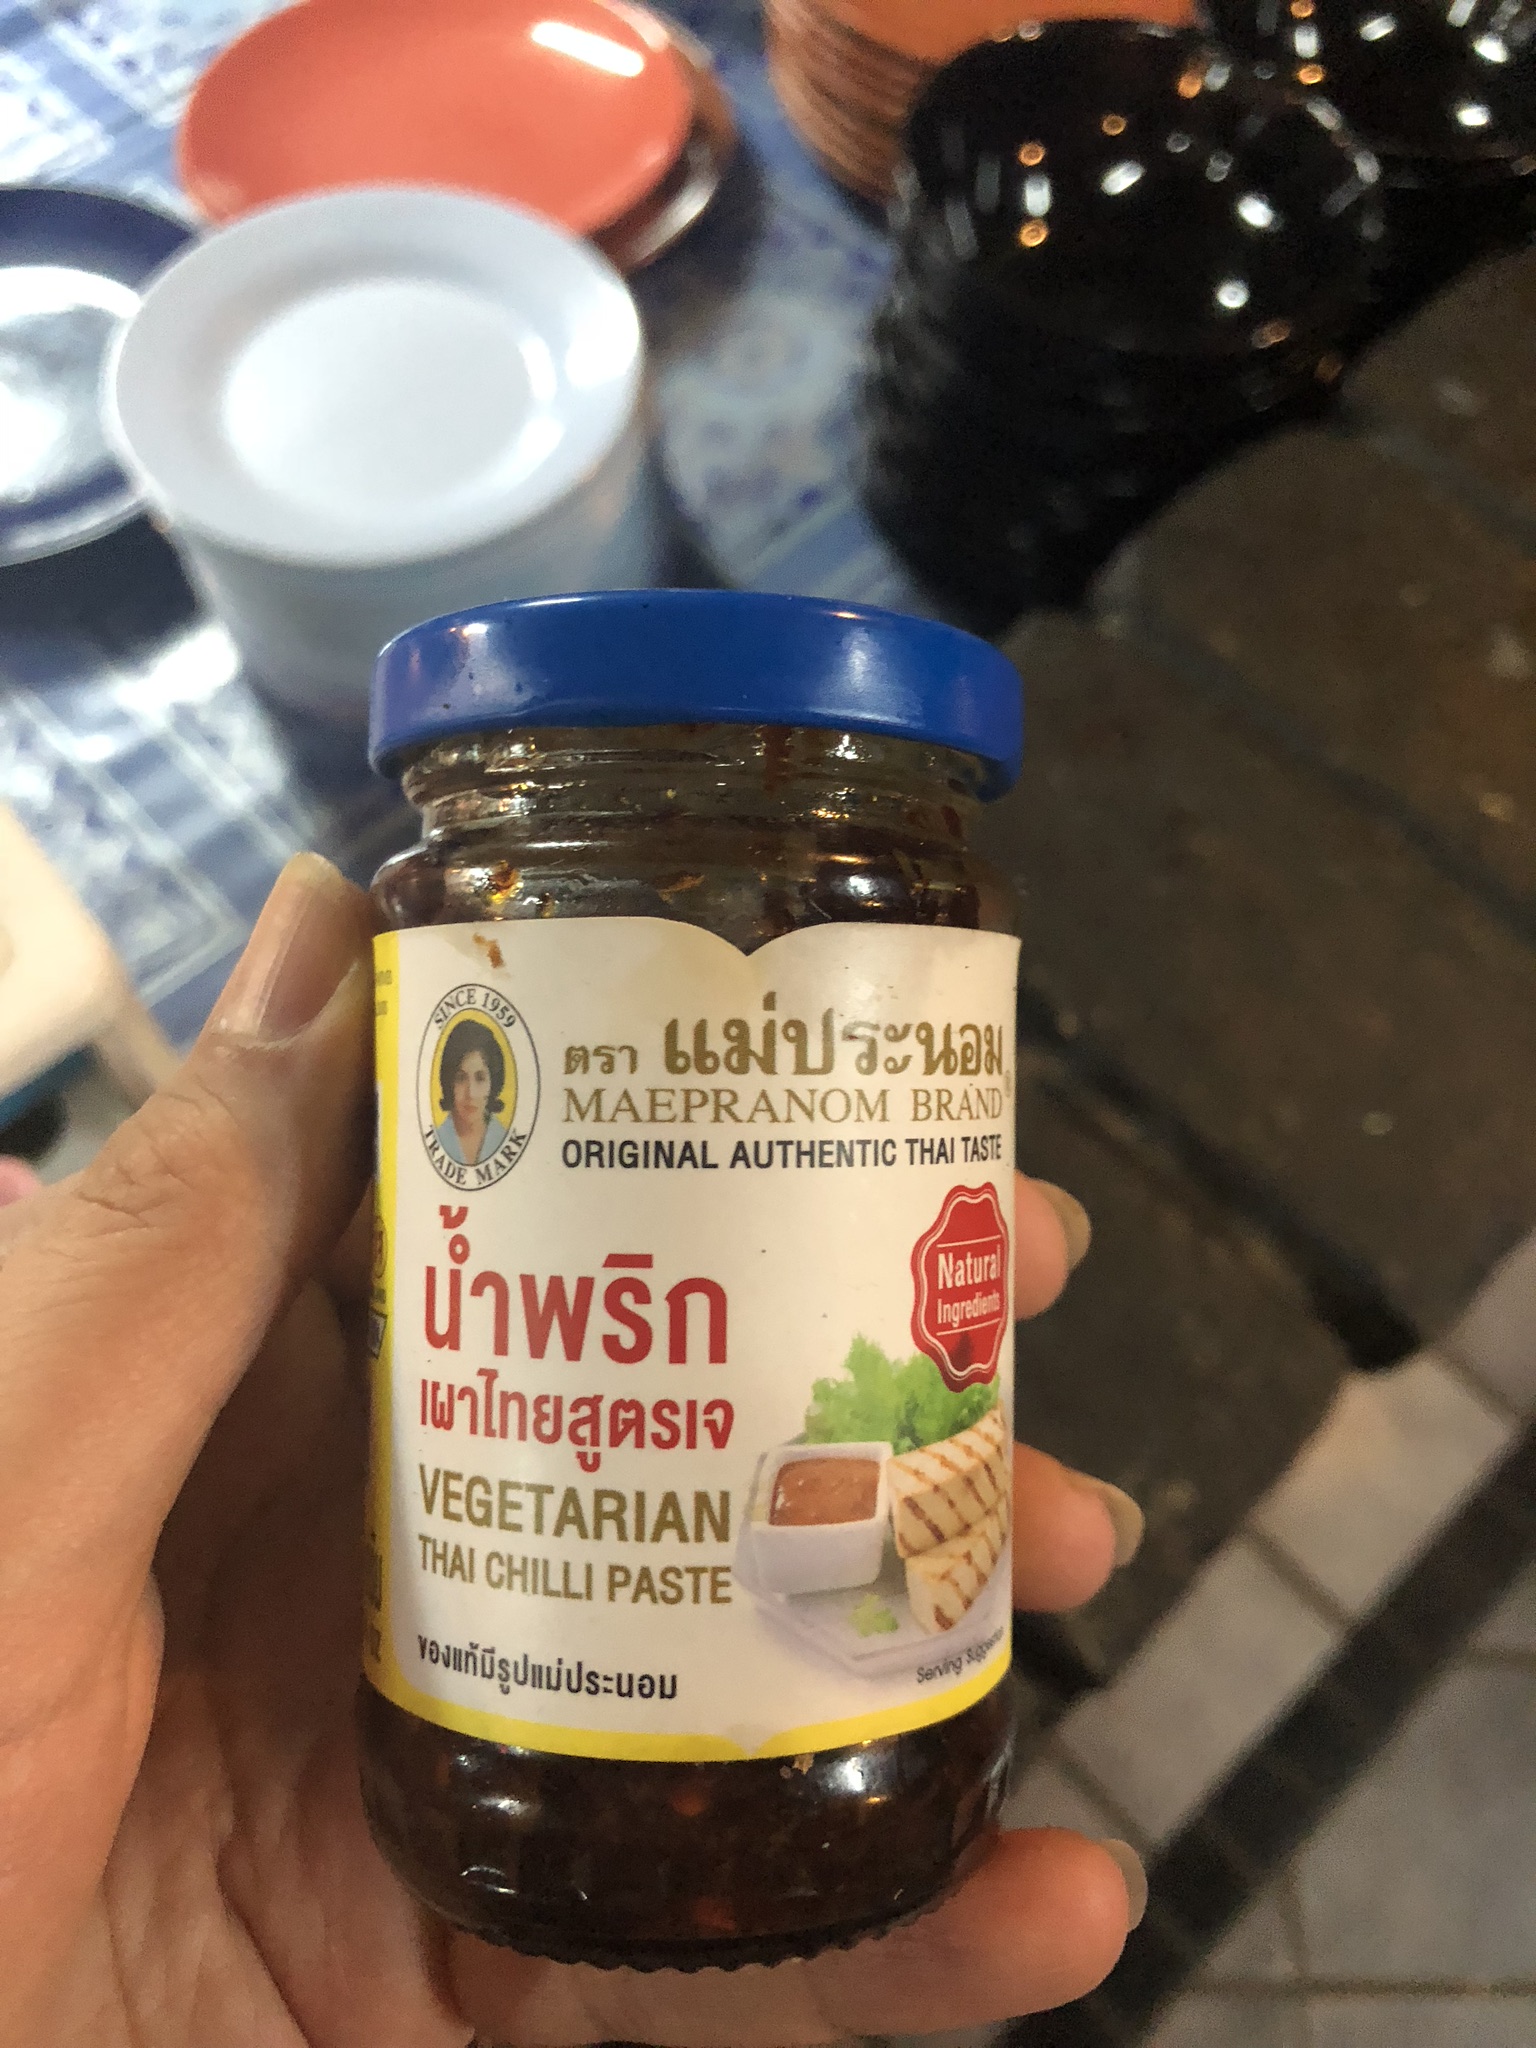 SINCE 1959
TRADE MARK
ตรา แม่ประนอม
MAEPRANOM BRAND®
ORIGINAL AUTHENTIC THAI TASTE
Natural
Ingredients
น้ำพริก
เผาไทยสูตรเจ
VEGETARIAN
THAI CHILLI PASTE
ของแท้มีรูปแม่ประนอม
Serving Suggestion